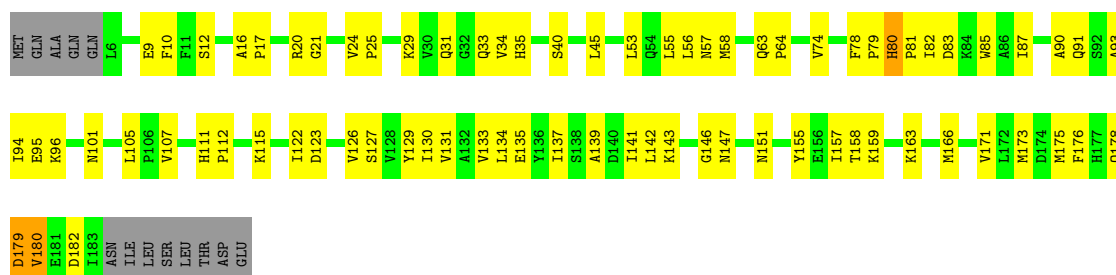 MET GLN ALA GLN GLN L6 E9 F10 F11 S12 A16 P17 R20 G21 V24 P25 K29 V30 Q31 G32 Q33 V34 H35 S40 L45 L53 Q54 L55 L56 N57 M58 Q63 P64 V74 F78 P79 H80 P81 I82 D83 K84 W85 A86 I87 A90 Q91 S92 A93
I94 E95 K96 N101 L105 P106 V107 H111 P112 K115 I122 D123 V126 S127 V128 Y129 I130 V131 A132 V133 L134 E135 Y136 I137 S138 A139 D140 I141 L142 K143 G146 N147 N151 Y155 E156 I157 T158 K159 K163 M166 V171 L172 M173 D174 M175 F176 H177
D179 V180 E181 D182 I183 ASN ILE LEU SER LEU THR ASP GLU